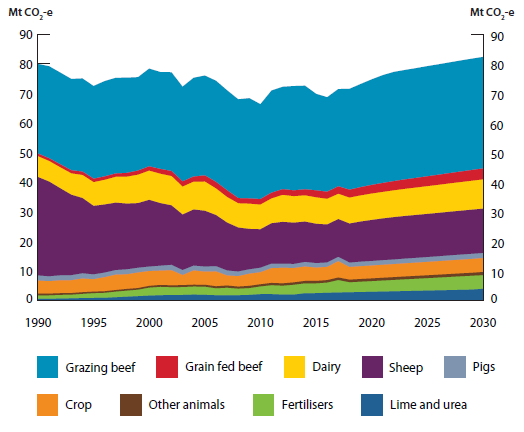 Mt CO2-e Mt CO2-e
90 90
80 80
70 70
60 60
50 50
40 40
30 30
20 20
10 10
0 0
1990 1995 2000 2005 2010 2015 2020 2025 2030
Grazing beef Grain fed beef Dairy Sheep Pigs
Crop Other animals Fertilisers Lime and urea